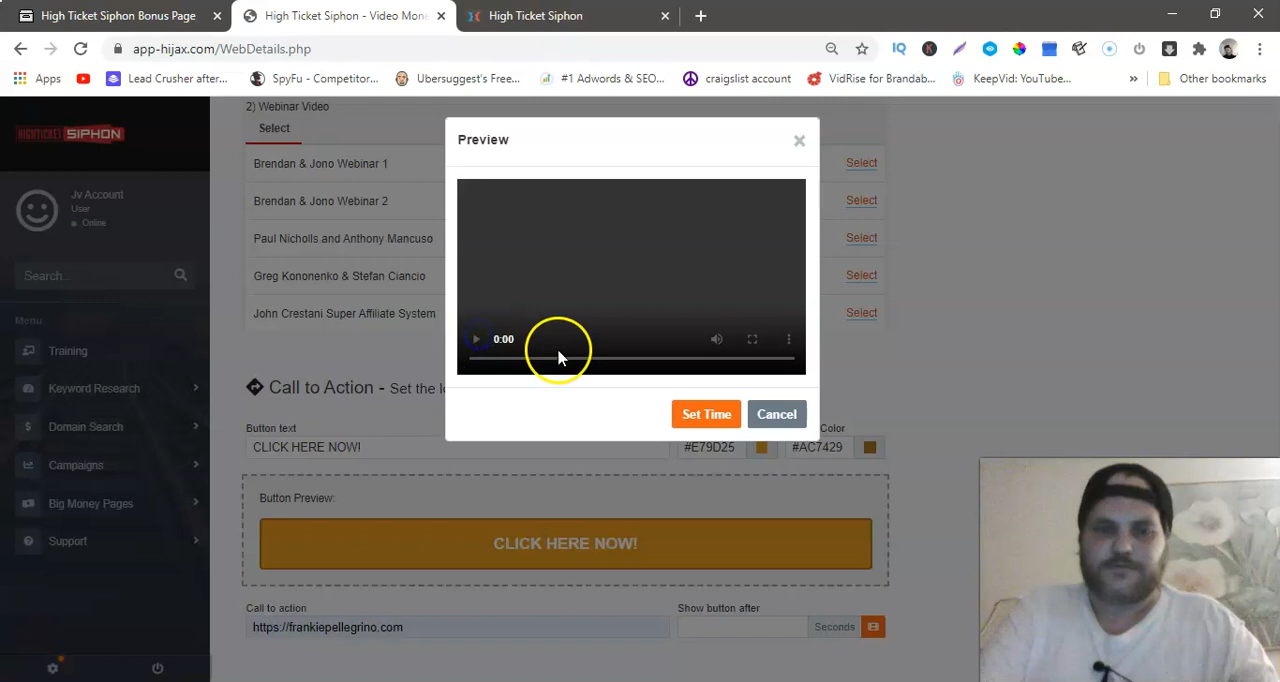 High Ticket Siphon Bonus Page
High Ticket Siphon - Video Mone
High Ticket Siphon
app-hijax.com/WebDetails.php
IQ
K
Apps
Lead Crusher after...
SpyFu - Competitor...
Ubersuggest's Free...
#1 Adwords & SEO...
craigslist account
VidRise for Brandab...
KeepVid: YouTube...
»
Other bookmarks
HIGHTICKET SIPHON
Jv Account
User
Online
Search...
Menu
Training
Keyword Research
Domain Search
Campaigns
Big Money Pages
Support
2) Webinar Video
Select
Brendan & Jono Webinar 1
Select
Brendan & Jono Webinar 2
Select
Paul Nicholls and Anthony Mancuso
Select
Greg Kononenko & Stefan Ciancio
Select
John Crestani Super Affiliate System
Select
Preview
0:00
Set Time
Cancel
Call to Action - Set the lo
Button text
Color
CLICK HERE NOW!
#E79D25
#AC7429
Button Preview:
CLICK HERE NOW!
Call to action
Show button after
https://frankiepellegrino.com
Seconds